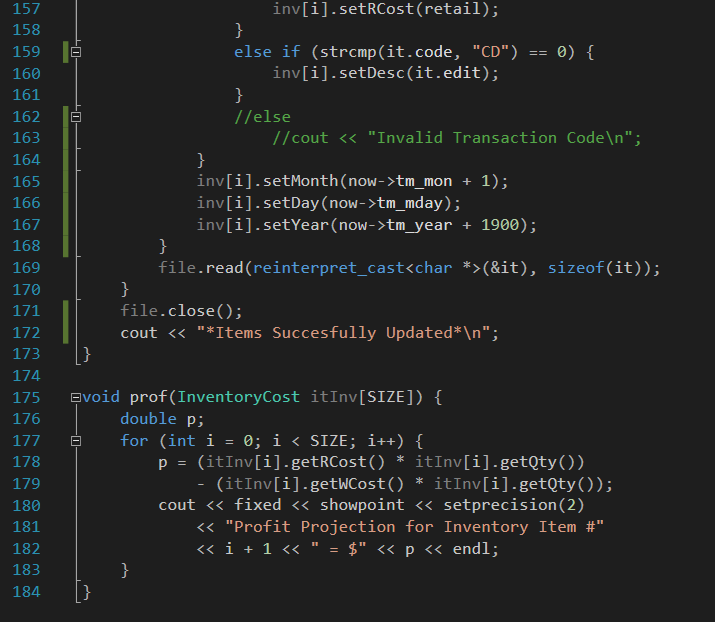 157                         inv[i].setRCost(retail);
158                     }
159                     else if (strcmp(it.code, "CD") == 0) {
160                         inv[i].setDesc(it.edit);
161                     }
162                     //else
163                         //cout << "Invalid Transaction Code\n";
164                 }
165                 inv[i].setMonth(now->tm_mon + 1);
166                 inv[i].setDay(now->tm_mday);
167                 inv[i].setYear(now->tm_year + 1900);
168             }
169             file.read(reinterpret_cast<char *>(&it), sizeof(it));
170         }
171         file.close();
172         cout << "*Items Succesfully Updated*\n";
173     }
174
175     void prof(InventoryCost itInv[SIZE]) {
176         double p;
177         for (int i = 0; i < SIZE; i++) {
178             p = (itInv[i].getRCost() * itInv[i].getQty())
179                 - (itInv[i].getWCost() * itInv[i].getQty());
180             cout << fixed << showpoint << setprecision(2)
181                 << "Profit Projection for Inventory Item #"
182                 << i + 1 << " = $" << p << endl;
183         }
184     }